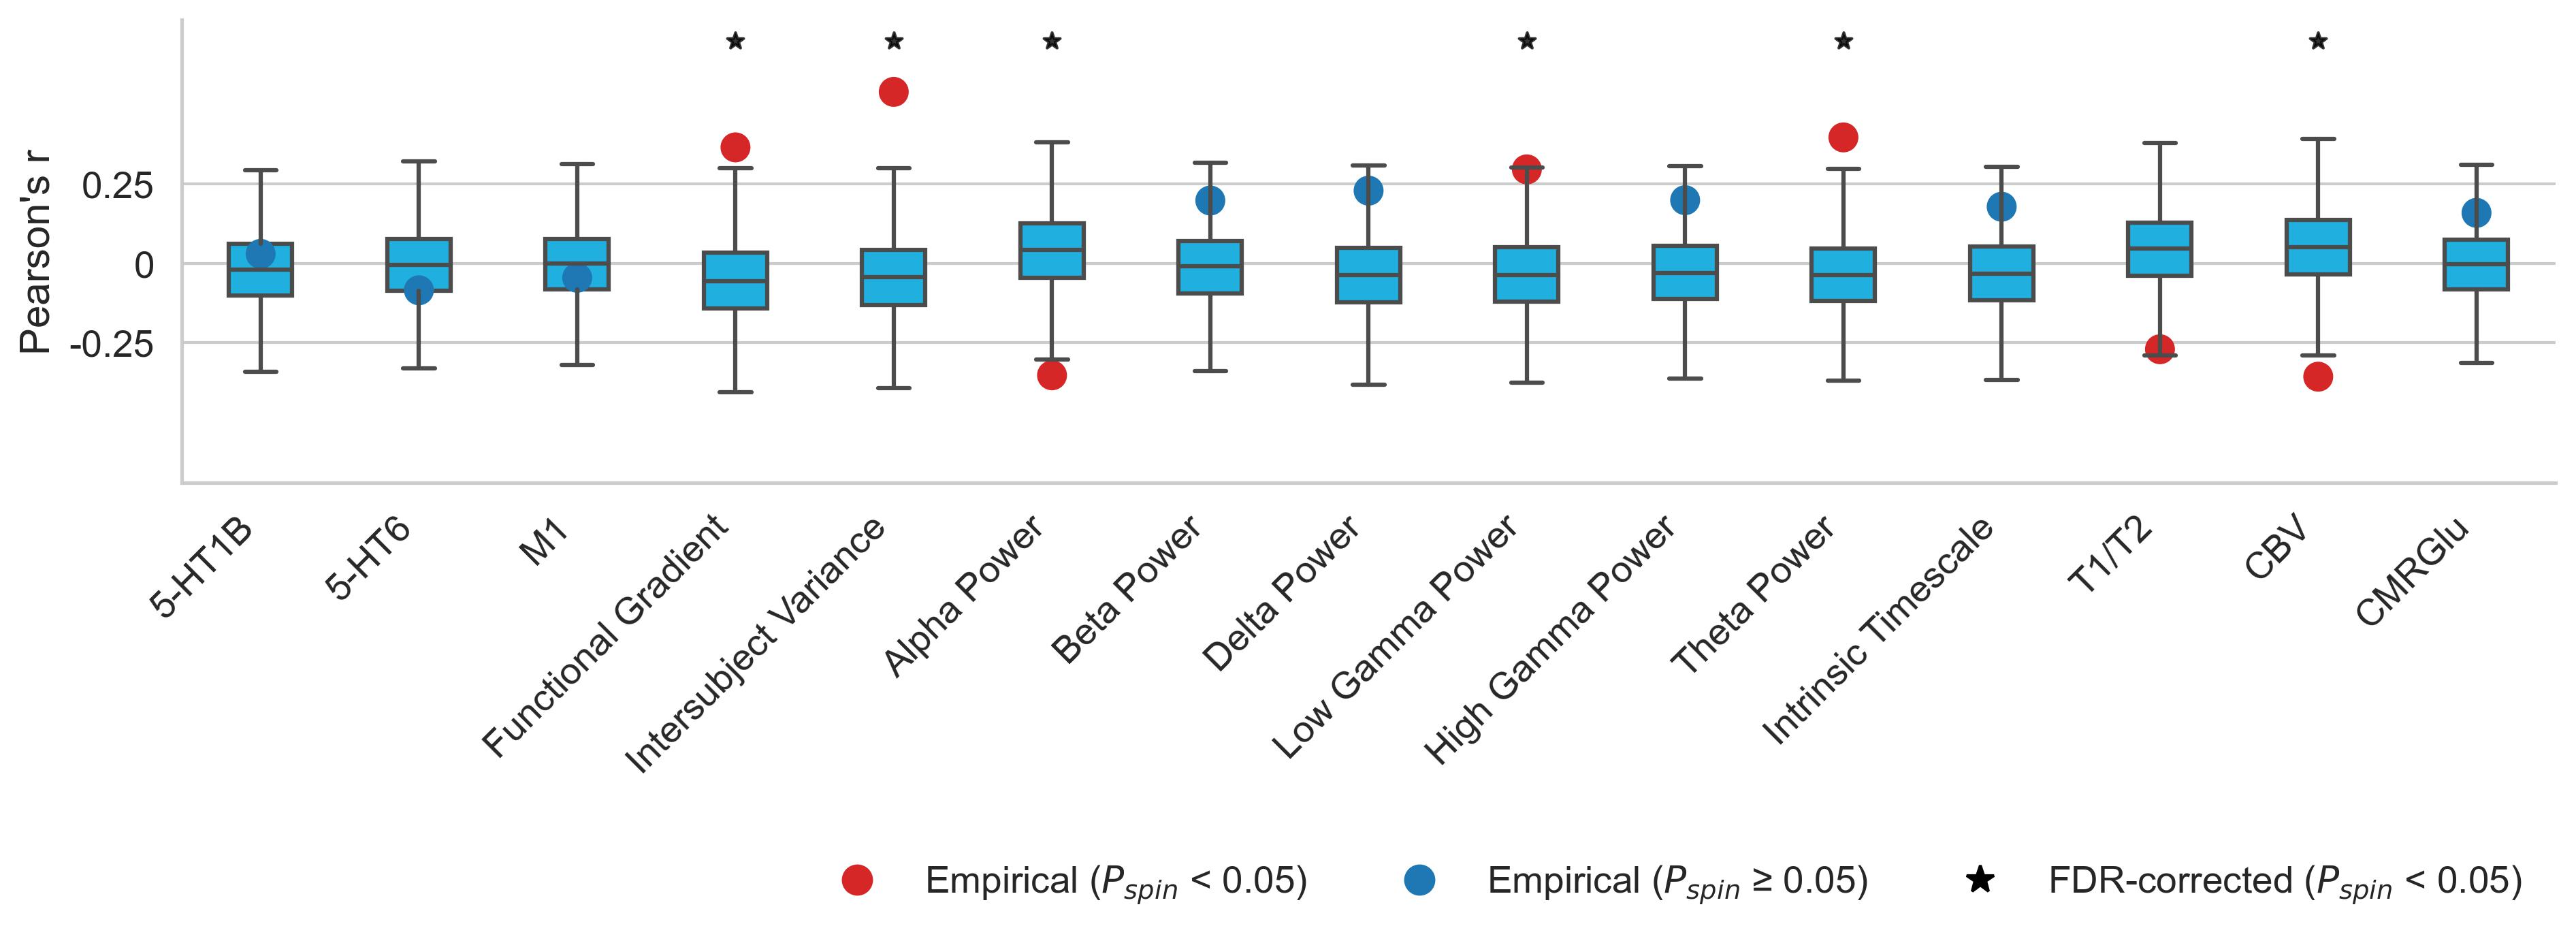 Pearson's r
0.25
0
-0.25
5-HT1B
5-HT6
M1
Functional Gradient
Intersubject Variance
Alpha Power
Beta Power
Delta Power
Low Gamma Power
High Gamma Power
Theta Power
Intrinsic Timescale
T1/T2
CBV
CMRGlu
Empirical (Pspin < 0.05)
Empirical (Pspin ≥ 0.05)
FDR-corrected (Pspin < 0.05)